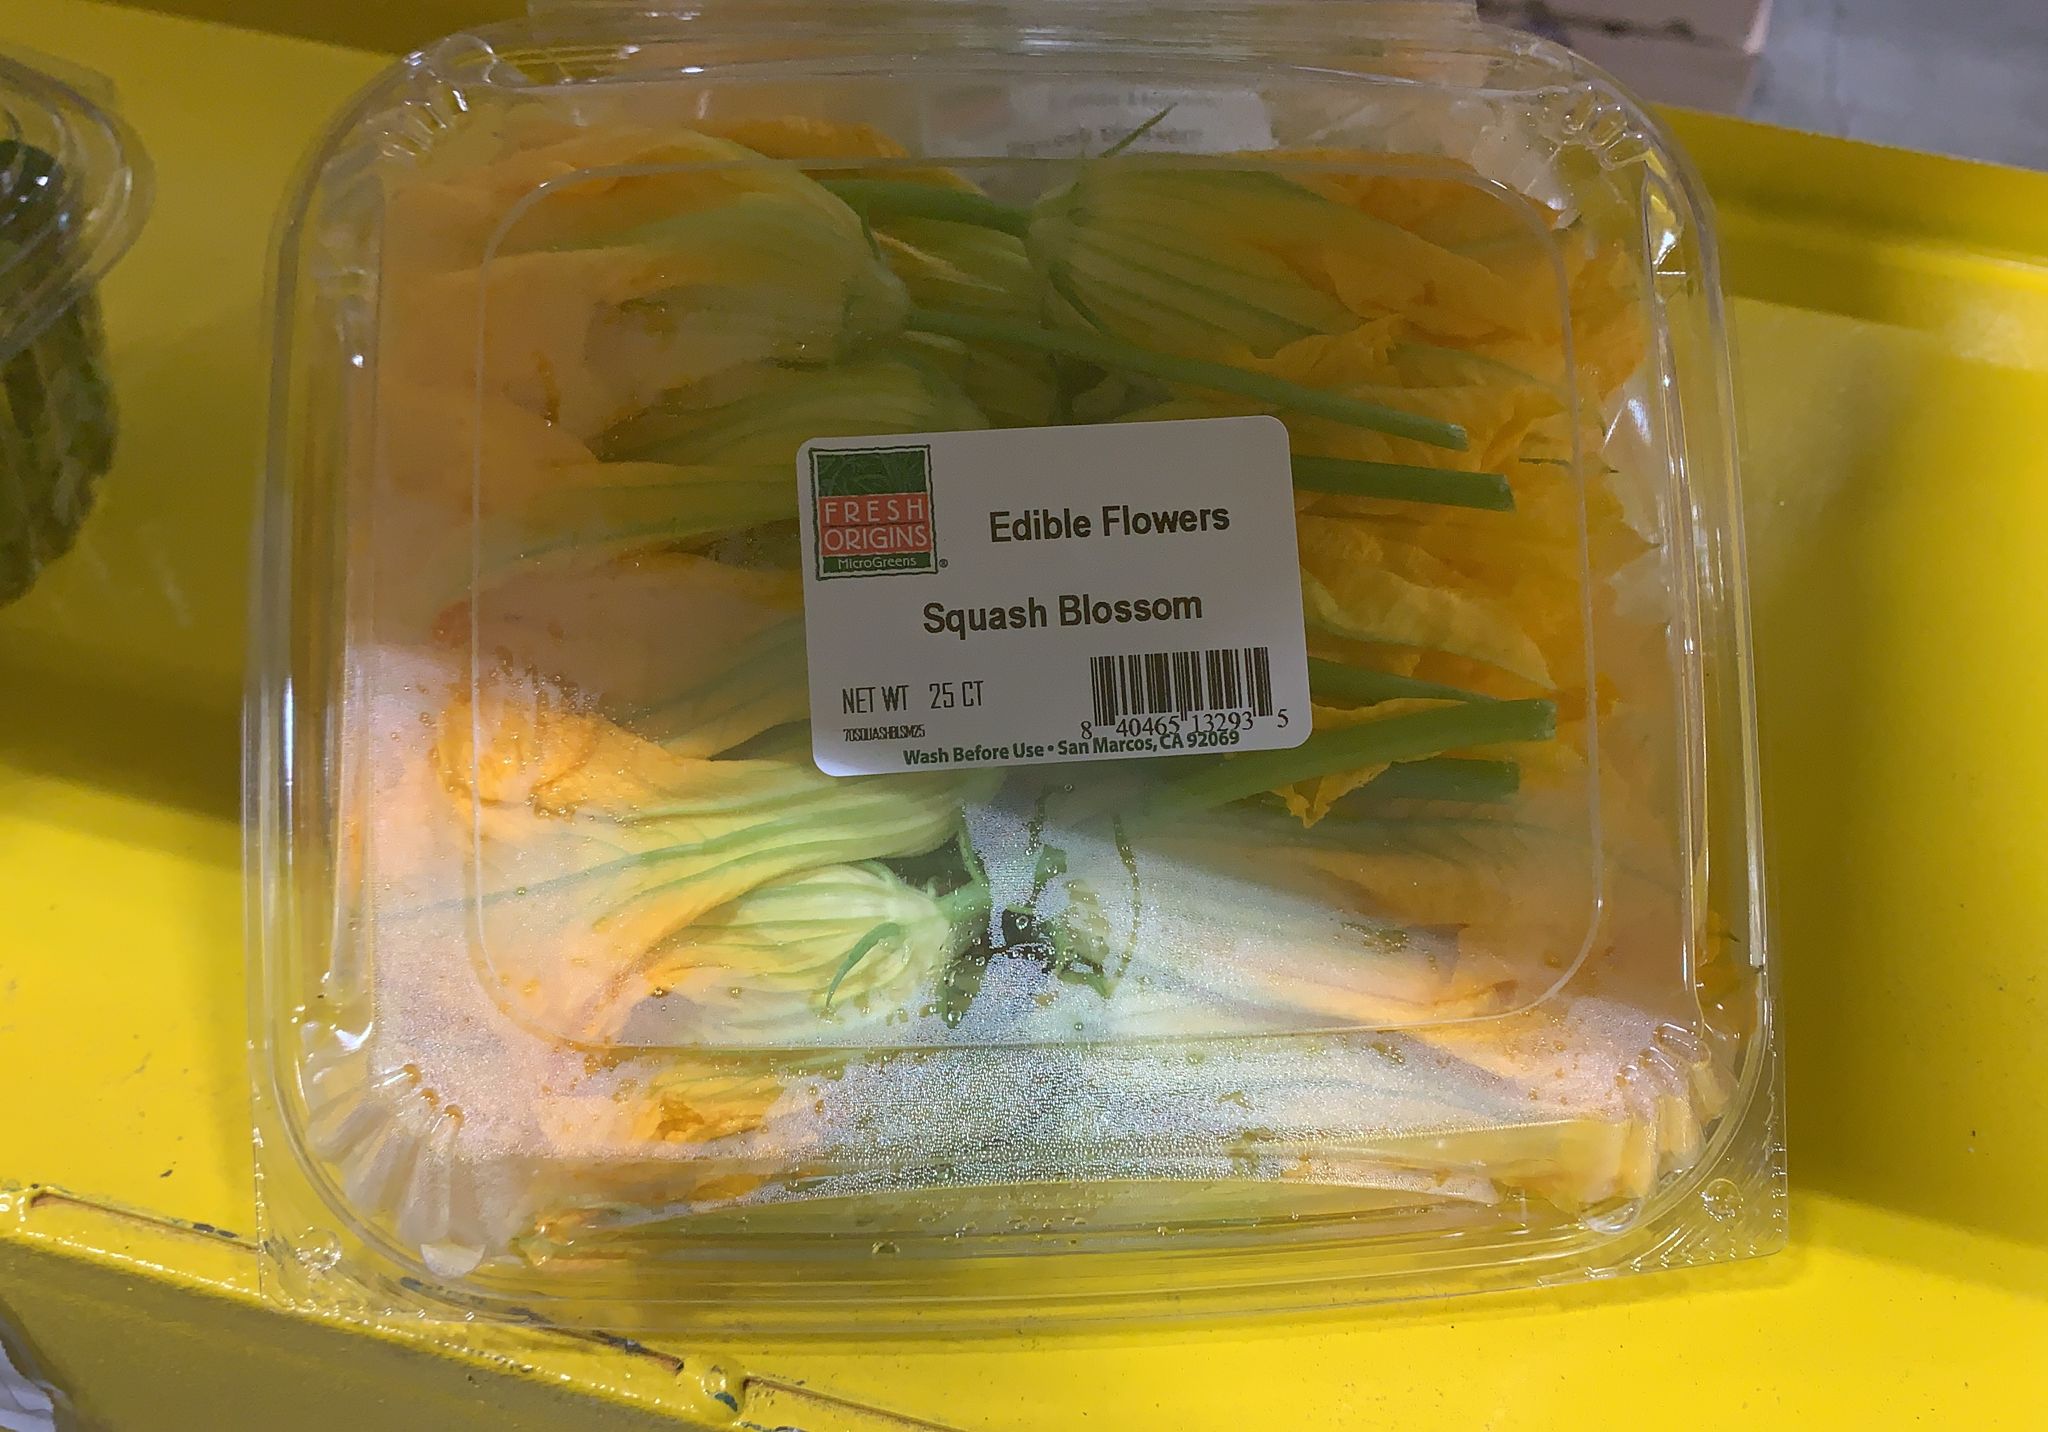 FRESH
ORIGINS
MicroGreens
®
Edible Flowers
Squash Blossom
NET WT 25 CT
70SQUASHBLSM25
8 40465 13293 5
Wash Before Use • San Marcos, CA 92069